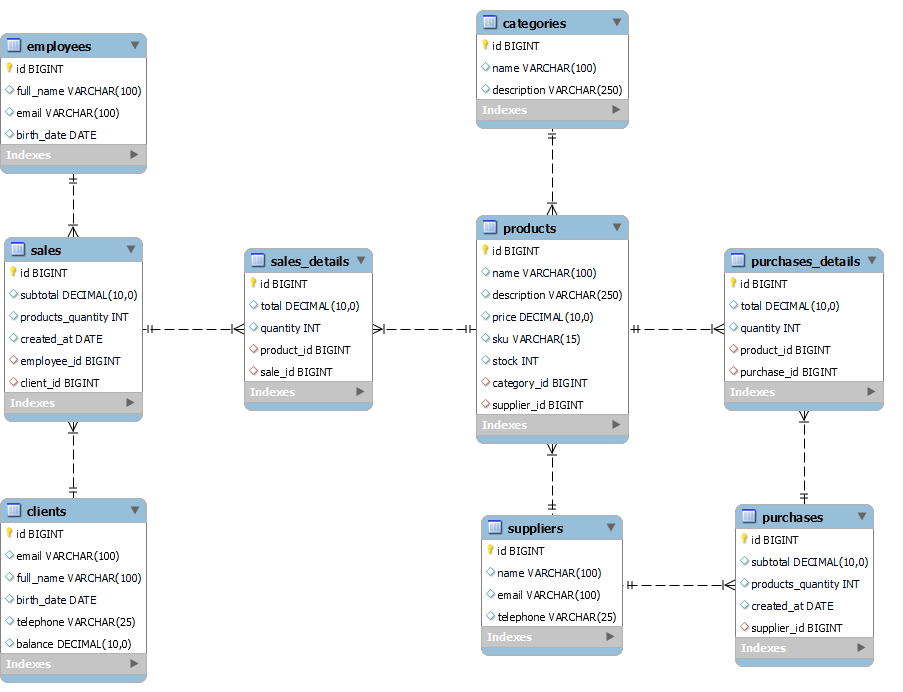 employees
id BIGINT
full_name VARCHAR(100)
email VARCHAR(100)
birth_date DATE
Indexes
sales
id BIGINT
subtotal DECIMAL(10,0)
products_quantity INT
created_at DATE
employee_id BIGINT
client_id BIGINT
Indexes
clients
id BIGINT
email VARCHAR(100)
full_name VARCHAR(100)
birth_date DATE
telephone VARCHAR(25)
balance DECIMAL(10,0)
Indexes
sales_details
id BIGINT
total DECIMAL(10,0)
quantity INT
product_id BIGINT
sale_id BIGINT
Indexes
categories
id BIGINT
name VARCHAR(100)
description VARCHAR(250)
Indexes
products
id BIGINT
name VARCHAR(100)
description VARCHAR(250)
price DECIMAL(10,0)
sku VARCHAR(15)
stock INT
category_id BIGINT
supplier_id BIGINT
Indexes
suppliers
id BIGINT
name VARCHAR(100)
email VARCHAR(100)
telephone VARCHAR(25)
Indexes
purchases_details
id BIGINT
total DECIMAL(10,0)
quantity INT
product_id BIGINT
purchase_id BIGINT
Indexes
purchases
id BIGINT
subtotal DECIMAL(10,0)
products_quantity INT
created_at DATE
supplier_id BIGINT
Indexes